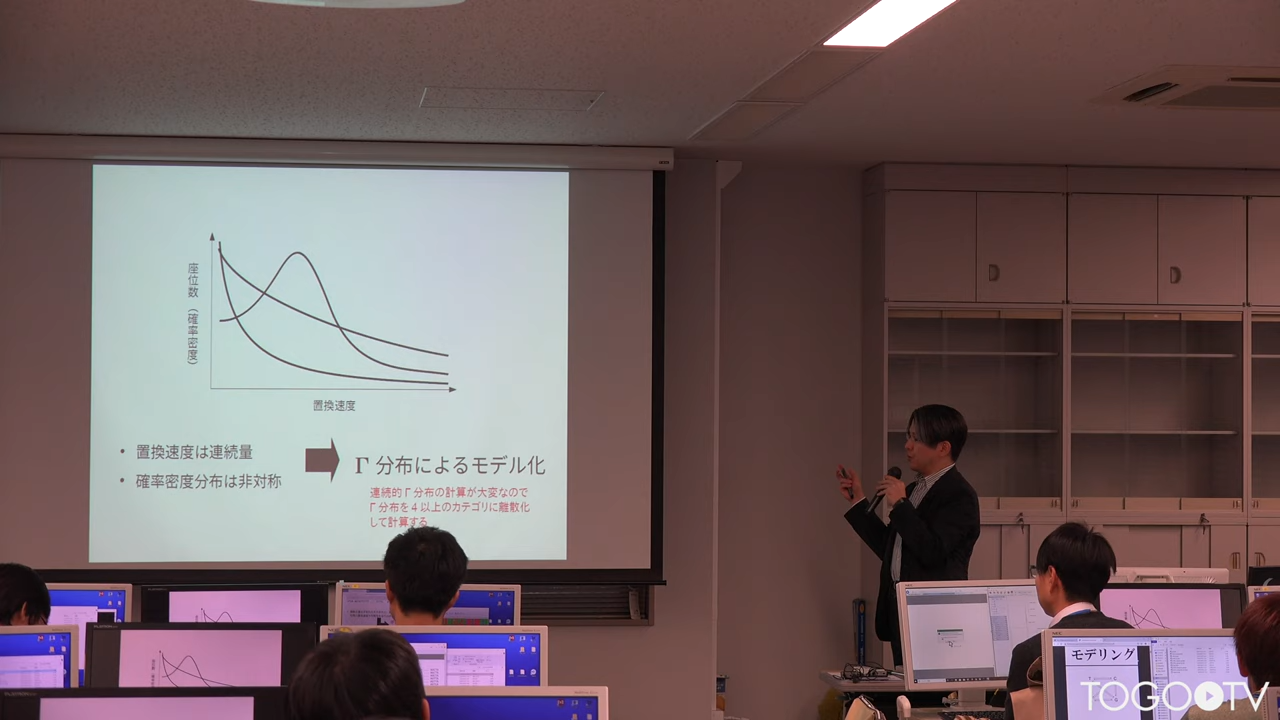 座位数（確率密度）
置換速度
• 置換速度は連続量
• 確率密度分布は非対称
Γ 分布によるモデル化
連続的Γ分布の計算が大変なので
Γ分布を４以上のカテゴリに離散化
して計算する
モデリング
TOGOTV